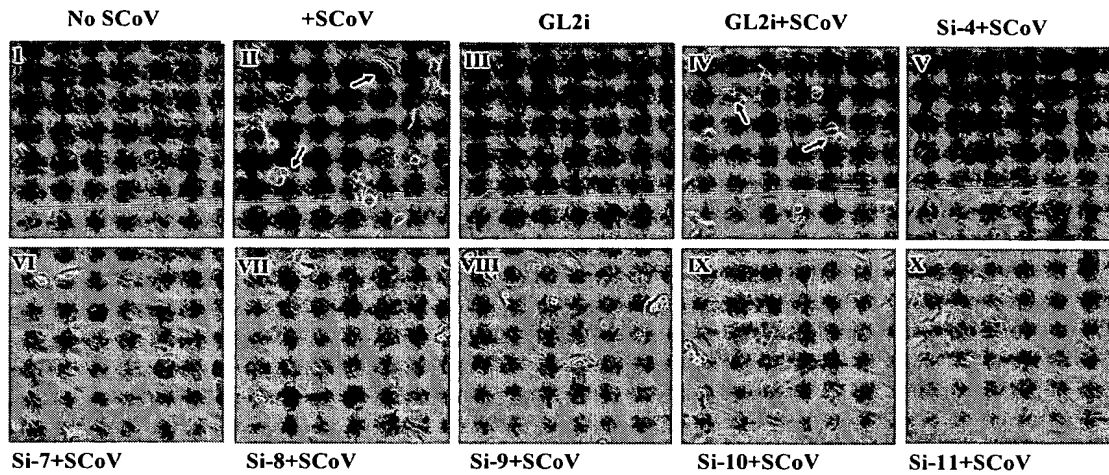 No SCoV +SCoV GL2i GL2i+SCoV Si-4+SCoV
I II III IV V
VI VII VIII IX X
Si-7+SCoV Si-8+SCoV Si-9+SCoV Si-10+SCoV Si-11+SCoV